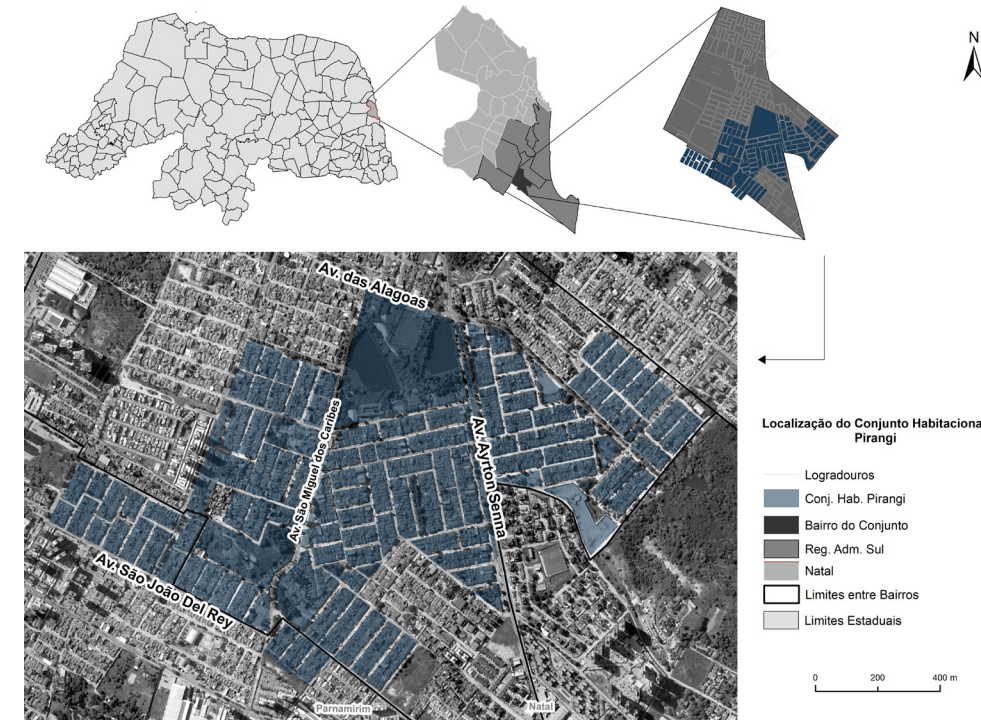 N
Av. das Alagoas
Av. São Miguel dos Caribes
Av. Ayrton Senna
Av. São João Del Rey
Parnamirim
Natal
Localização do Conjunto Habitaciona
Pirangi
Logradouros
Conj. Hab. Pirangi
Bairro do Conjunto
Reg. Adm. Sul
Natal
Limites entre Bairros
Limites Estaduais
0 200 400 m